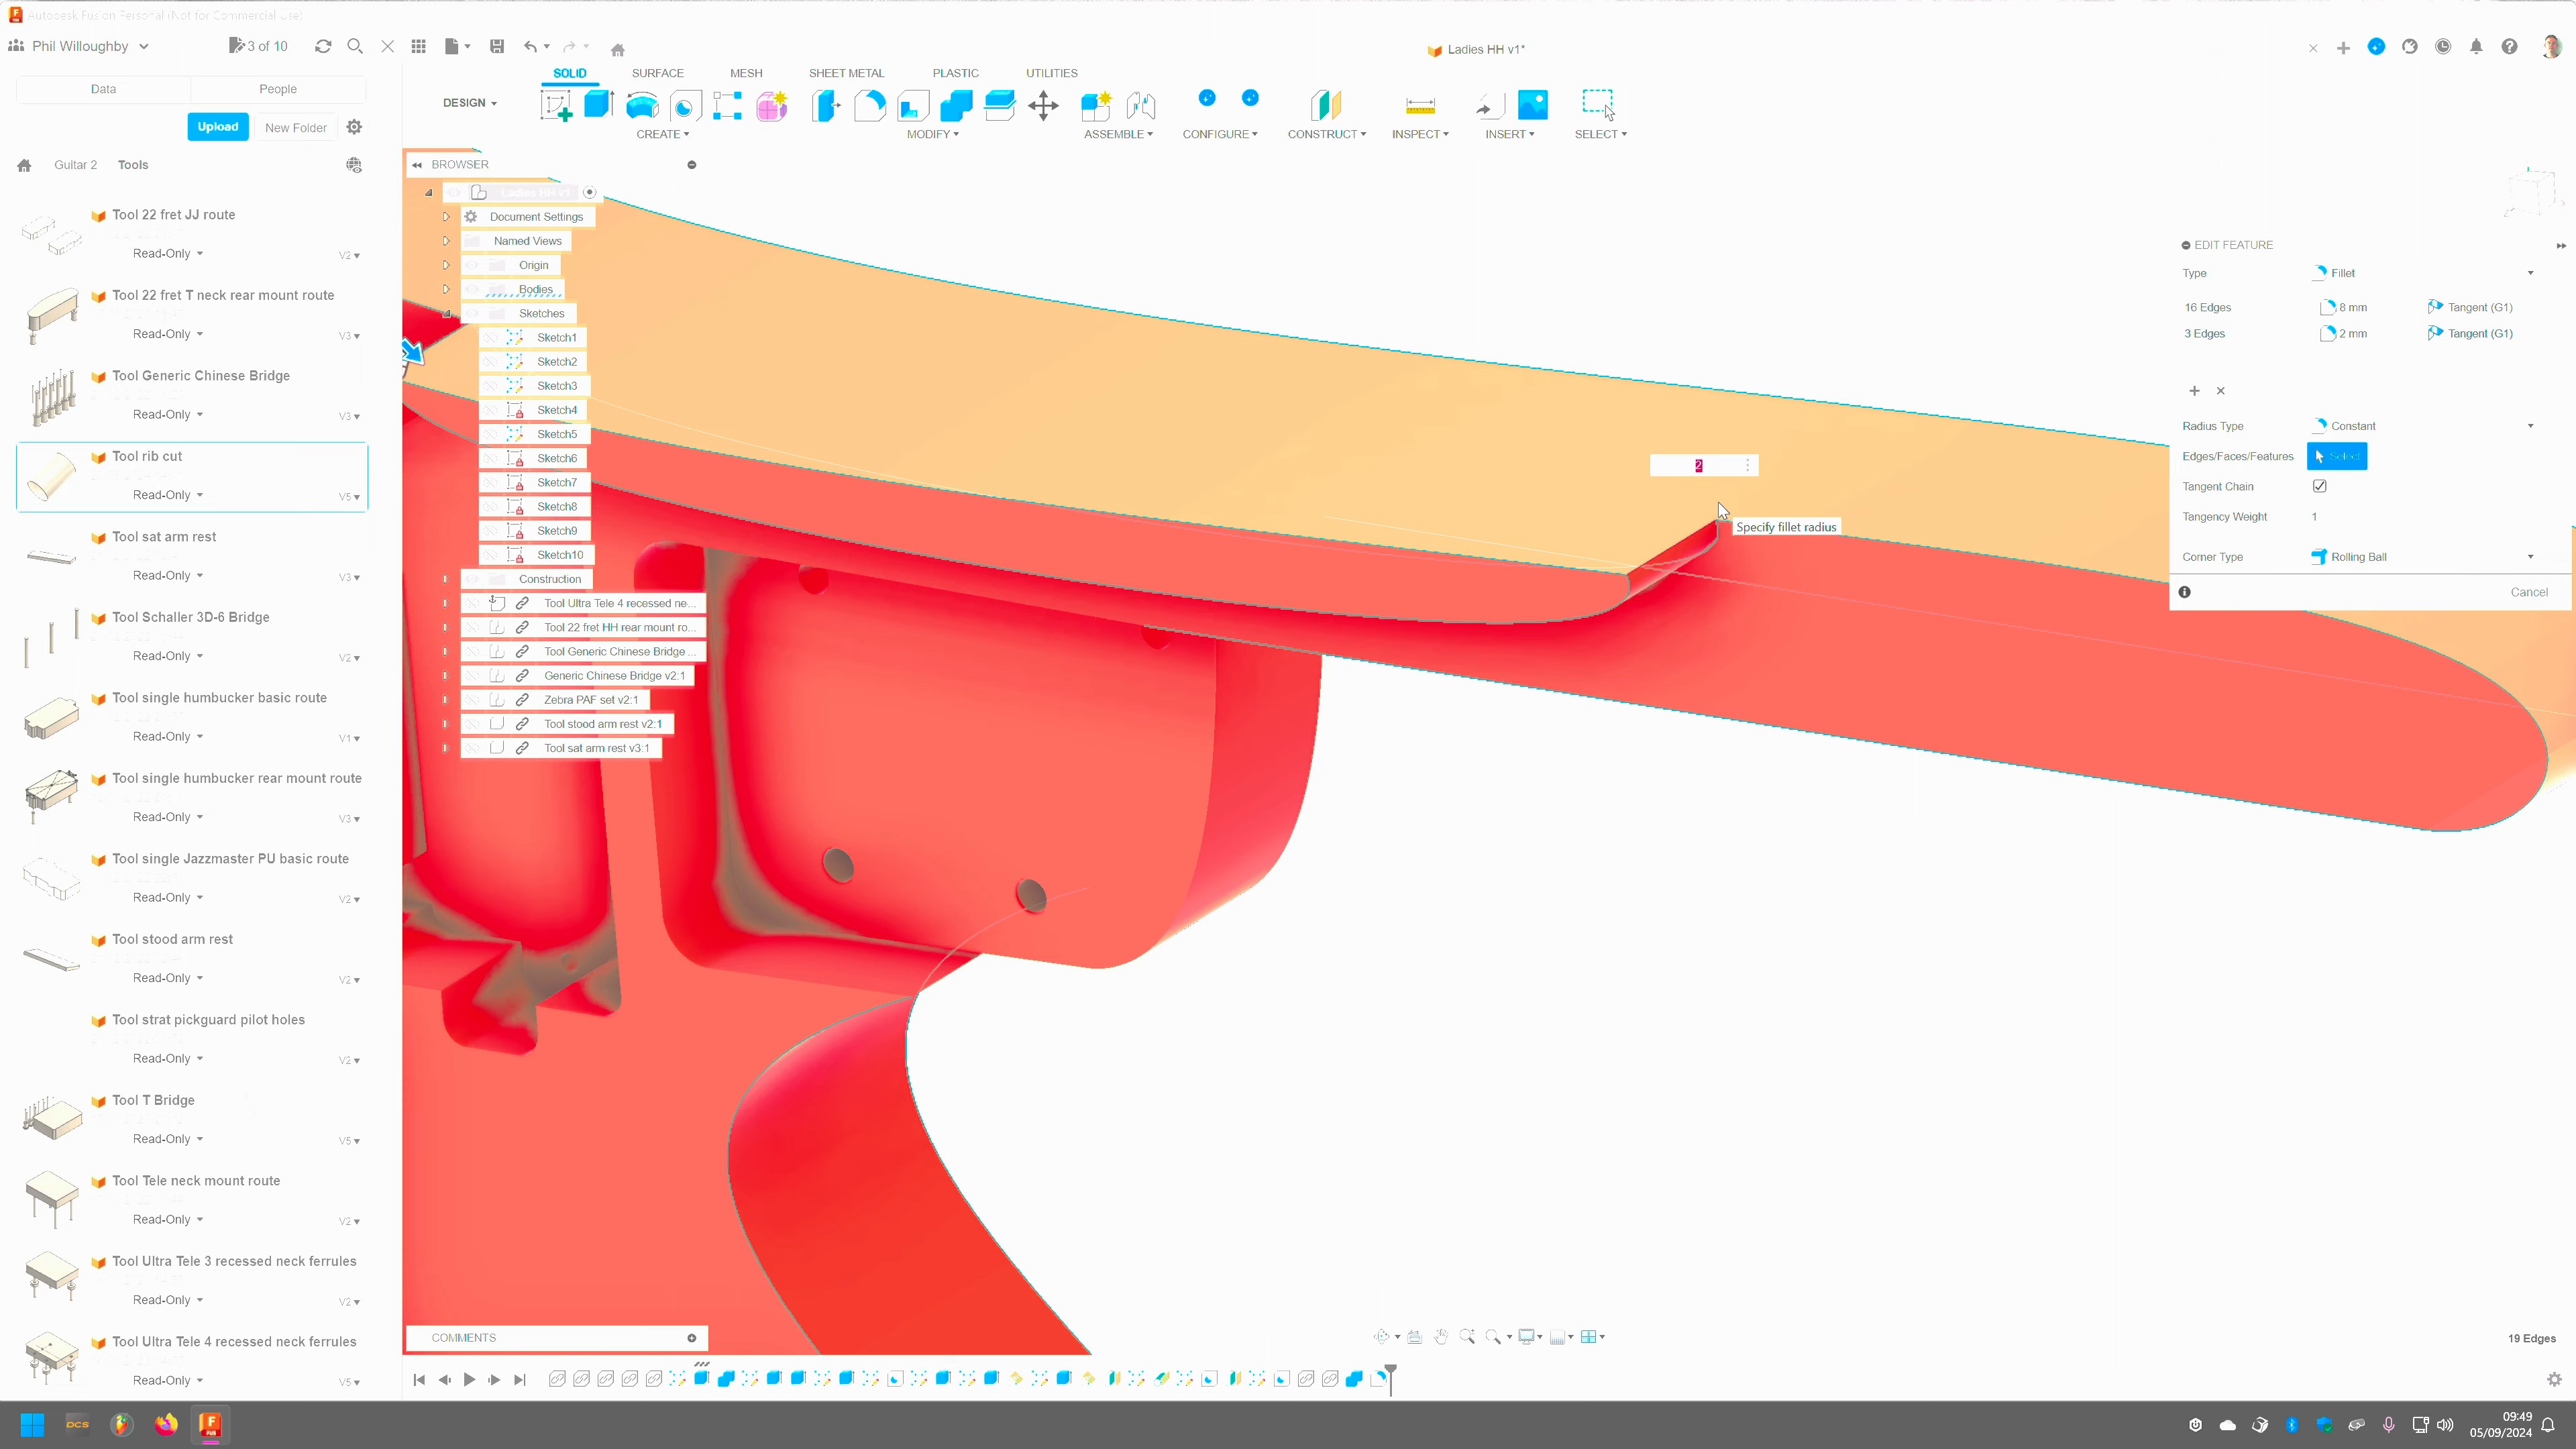 Autodesk Fusion Personal (Not for Commercial Use)
Phil Willoughby
3 of 10
Ladies HH v1*
Data
People
Upload
New Folder
Guitar 2
Tools
Tool 22 fret JJ route
Read-Only
V2
Tool 22 fret T neck rear mount route
Read-Only
V3
Tool Generic Chinese Bridge
Read-Only
V3
Tool rib cut
Read-Only
V5
Tool sat arm rest
Read-Only
V3
Tool Schaller 3D-6 Bridge
Read-Only
V2
Tool single humbucker basic route
Read-Only
V1
Tool single humbucker rear mount route
Read-Only
V3
Tool single Jazzmaster PU basic route
Read-Only
V2
Tool stood arm rest
Read-Only
V2
Tool strat pickguard pilot holes
Read-Only
V2
Tool T Bridge
Read-Only
V5
Tool Tele neck mount route
Read-Only
V2
Tool Ultra Tele 3 recessed neck ferrules
Read-Only
V2
Tool Ultra Tele 4 recessed neck ferrules
Read-Only
V5
SOLID
SURFACE
MESH
SHEET METAL
PLASTIC
UTILITIES
DESIGN
CREATE
MODIFY
ASSEMBLE
CONFIGURE
CONSTRUCT
INSPECT
INSERT
SELECT
BROWSER
Ladies HH v1
Document Settings
Named Views
Origin
Bodies
Sketches
Sketch1
Sketch2
Sketch3
Sketch4
Sketch5
Sketch6
Sketch7
Sketch8
Sketch9
Sketch10
Construction
Tool Ultra Tele 4 recessed ne...
Tool 22 fret HH rear mount ro...
Tool Generic Chinese Bridge ...
Generic Chinese Bridge v2:1
Zebra PAF set v2:1
Tool stood arm rest v2:1
Tool sat arm rest v3:1
2
Specify fillet radius
EDIT FEATURE
Type
Fillet
16 Edges
8 mm
Tangent (G1)
3 Edges
2 mm
Tangent (G1)
Radius Type
Constant
Edges/Faces/Features
Select
Tangent Chain
Tangency Weight
1
Corner Type
Rolling Ball
Cancel
COMMENTS
19 Edges
DCS
F
FUS
09:49
05/09/2024